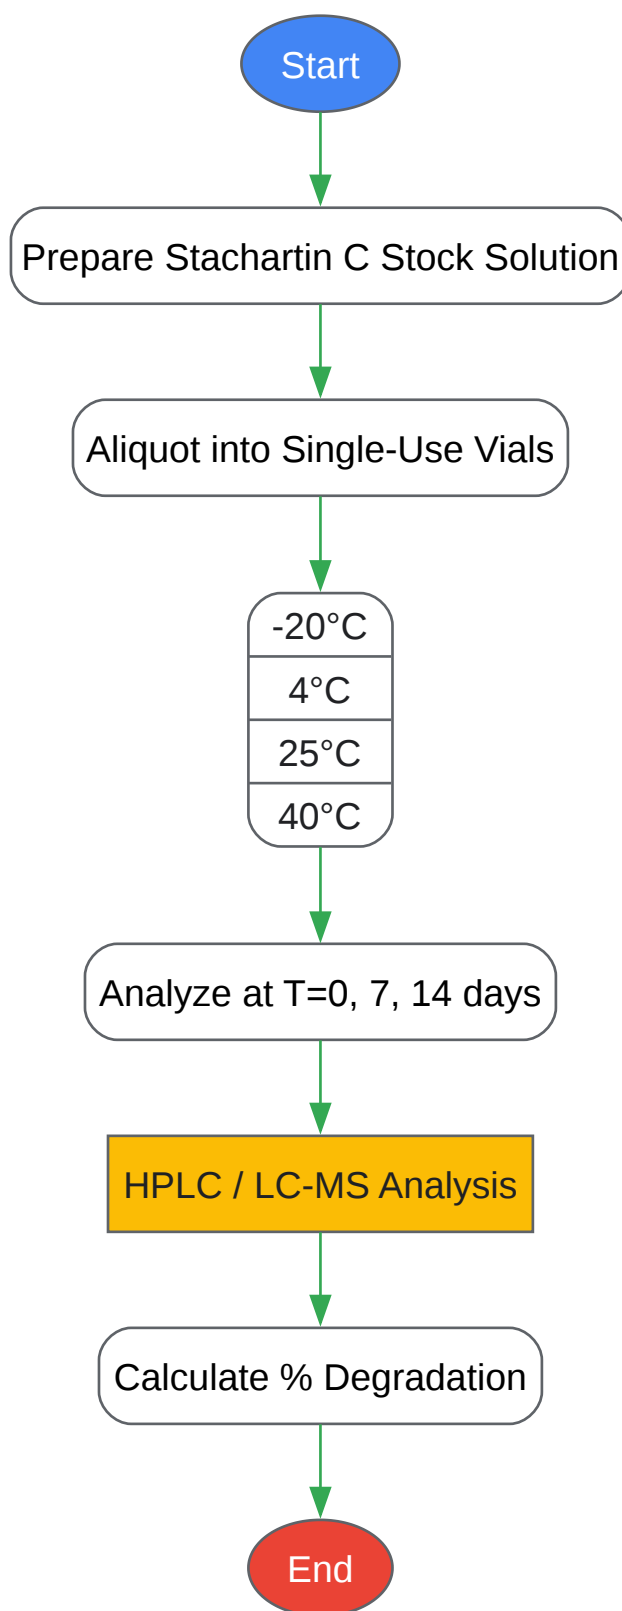 Start
Prepare Stachartin C Stock Solution
Aliquot into Single-Use Vials
-20°C
4°C
25°C
40°C
Analyze at T=0, 7, 14 days
HPLC / LC-MS Analysis
Calculate % Degradation
End